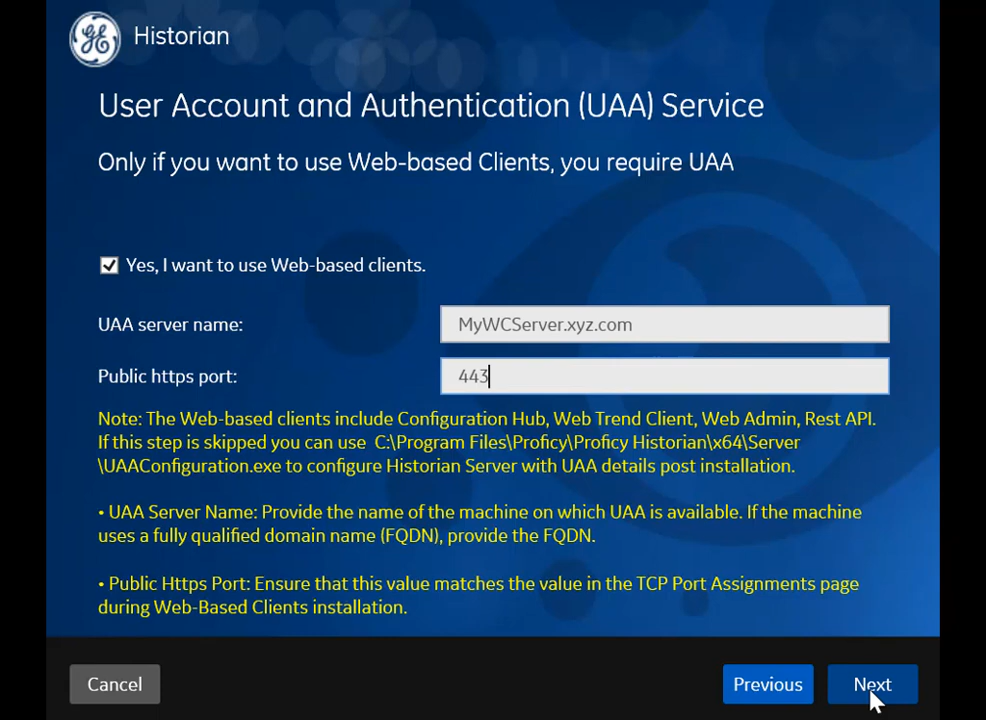 Historian
User Account and Authentication (UAA) Service
Only if you want to use Web-based Clients, you require UAA
Yes, I want to use Web-based clients.
UAA server name:
MyWCServer.xyz.com
Public https port:
443
Note: The Web-based clients include Configuration Hub, Web Trend Client, Web Admin, Rest API.
If this step is skipped you can use C:\Program Files\Proficy\Proficy Historian\x64\Server
\UAAConfiguration.exe to configure Historian Server with UAA details post installation.
• UAA Server Name: Provide the name of the machine on which UAA is available. If the machine
uses a fully qualified domain name (FQDN), provide the FQDN.
• Public Https Port: Ensure that this value matches the value in the TCP Port Assignments page
during Web-Based Clients installation.
Cancel
Previous
Next